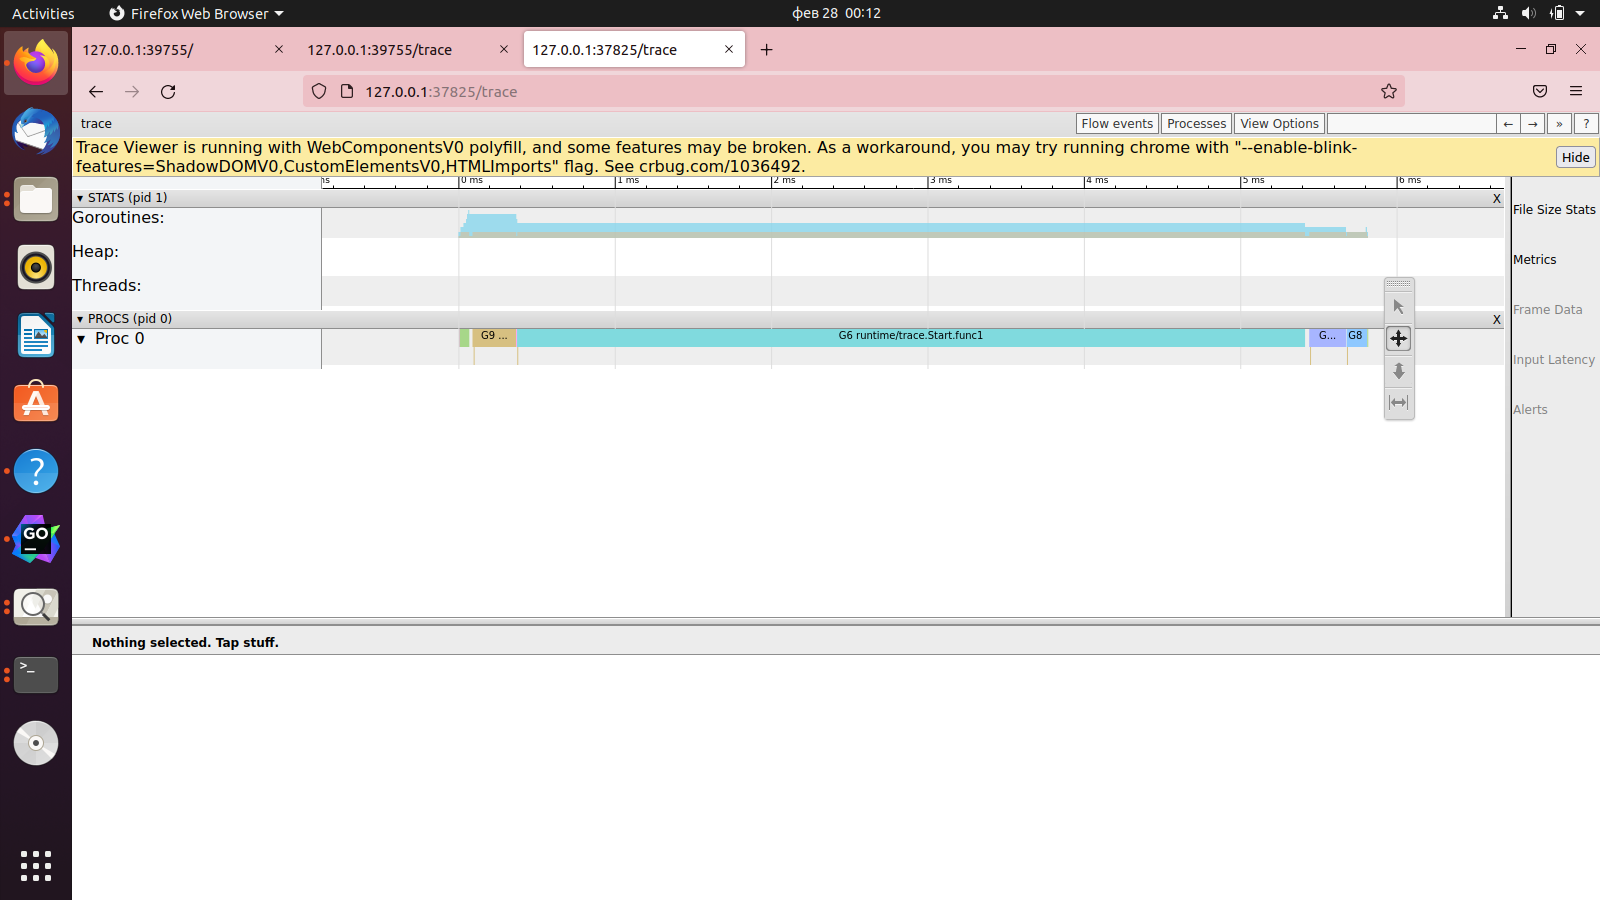 Activities
Firefox Web Browser
фев 28 00:12
127.0.0.1:39755/
127.0.0.1:39755/trace
127.0.0.1:37825/trace
127.0.0.1:37825/trace
trace
Flow events
Processes
View Options
←
→
»
?
Trace Viewer is running with WebComponentsV0 polyfill, and some features may be broken. As a workaround, you may try running chrome with "--enable-blink-
features=ShadowDOMV0,CustomElementsV0,HTMLImports" flag. See crbug.com/1036492.
Hide
0 ms
1 ms
2 ms
3 ms
4 ms
5 ms
6 ms
STATS (pid 1)
X
Goroutines:
Heap:
Threads:
PROCS (pid 0)
X
Proc 0
G9 ...
G6 runtime/trace.Start.func1
G...
G8
File Size Stats
Metrics
Frame Data
Input Latency
Alerts
GO
>_
Nothing selected. Tap stuff.